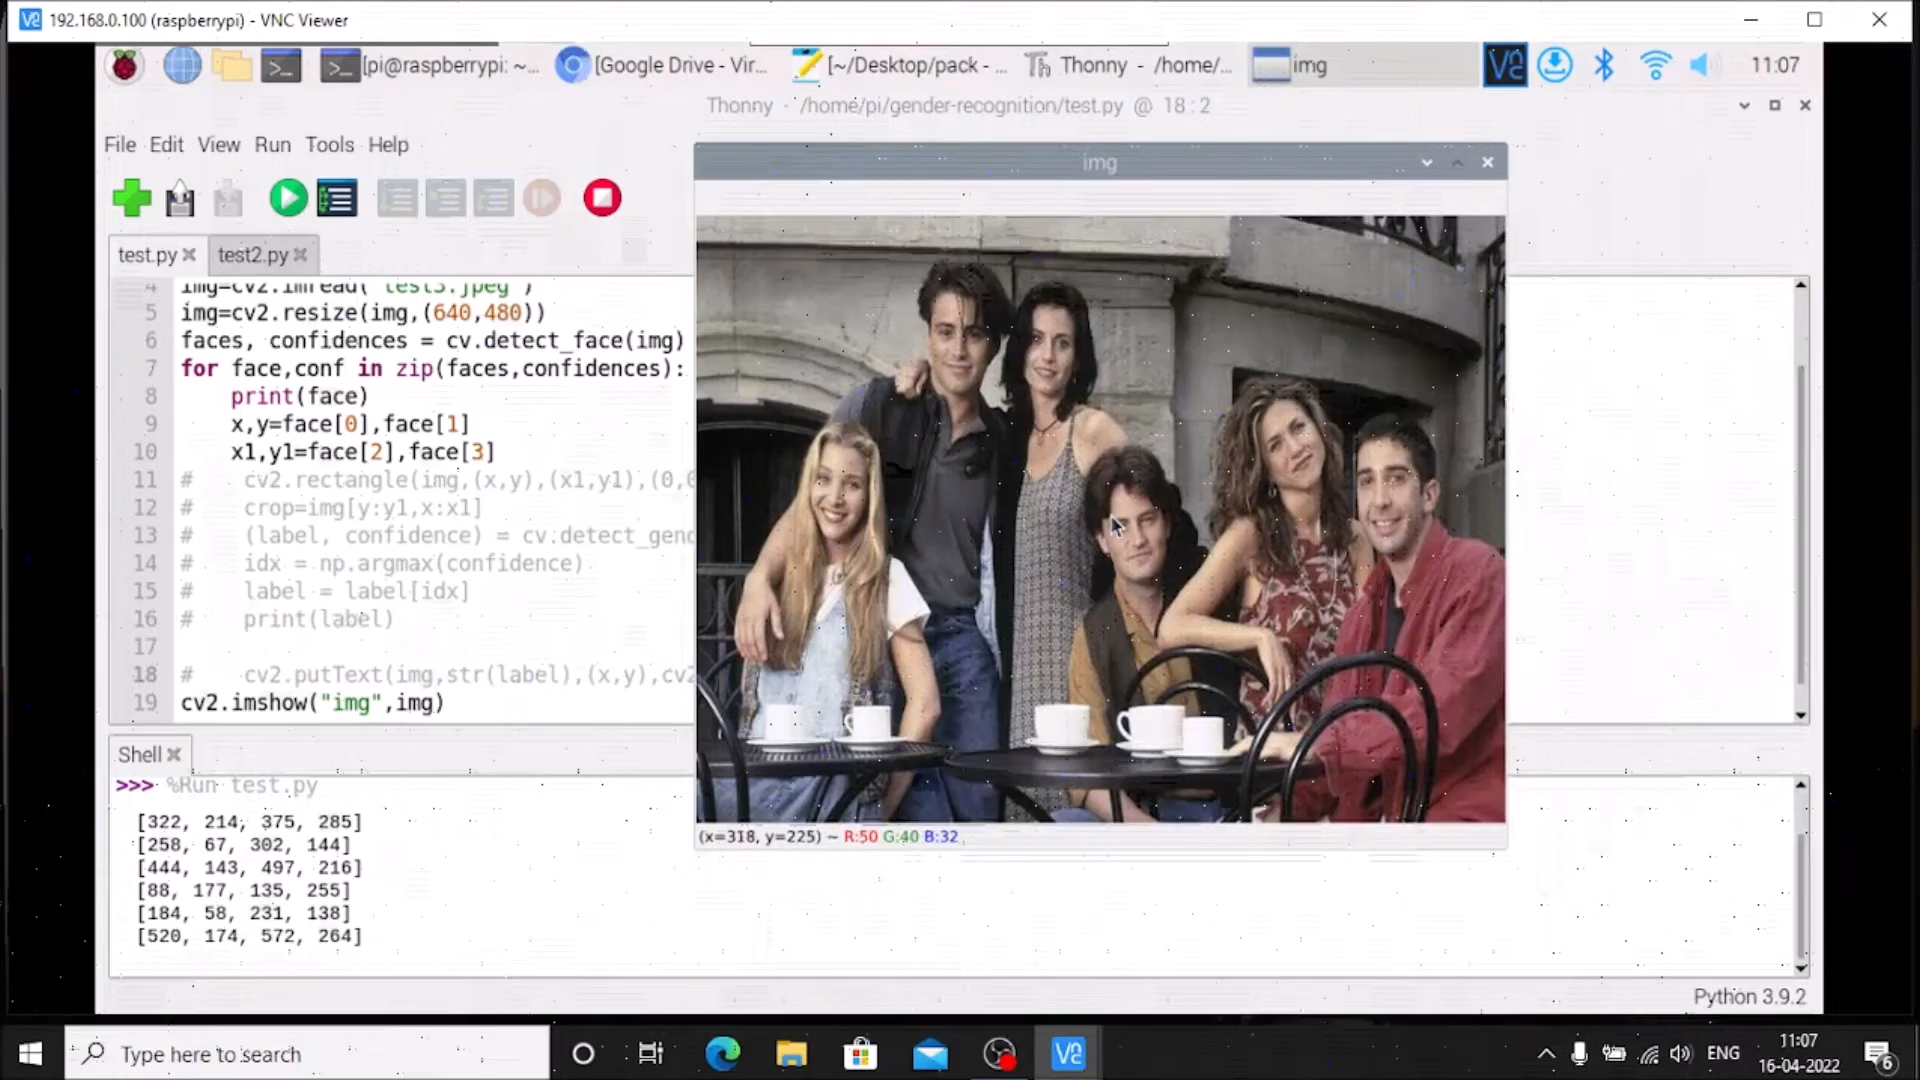 192.168.0.100 (raspberrypi) - VNC Viewer
[pi@raspberrypi: ~... [Google Drive - Vir... [~/Desktop/pack - ... Thonny - /home/... img 11:07
Thonny - /home/pi/gender-recognition/test.py @ 18 : 2
File Edit View Run Tools Help
img
test.py test2.py
4 img=cv2.imread("test3.jpeg")
5 img=cv2.resize(img,(640,480))
6 faces, confidences = cv.detect_face(img)
7 for face,conf in zip(faces,confidences):
8 print(face)
9 x,y=face[0],face[1]
10 x1,y1=face[2],face[3]
11 # cv2.rectangle(img,(x,y),(x1,y1),(0,
12 # crop=img[y:y1,x:x1]
13 # (label, confidence) = cv.detect_gen
14 # idx = np.argmax(confidence)
15 # label = label[idx]
16 # print(label)
17
18 # cv2.putText(img,str(label),(x,y),cv2
19 cv2.imshow("img",img)
Shell
>>> %Run test.py
[322, 214, 375, 285]
[258, 67, 302, 144]
[444, 143, 497, 216]
[88, 177, 135, 255]
[184, 58, 231, 138]
[520, 174, 572, 264]
(x=318, y=225) ~ R:50 G:40 B:32
Python 3.9.2
Type here to search
ENG
11:07
16-04-2022
6